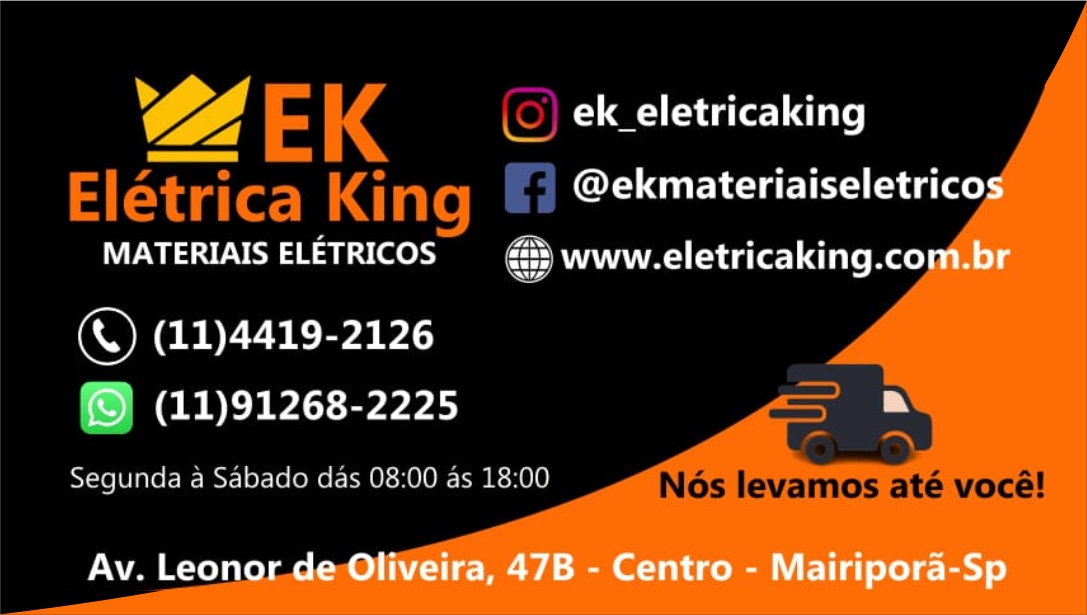 EK
Elétrica King
MATERIAIS ELÉTRICOS
ek_eletricaking
@ekmateriaiseletricos
www.eletricaking.com.br
(11)4419-2126
(11)91268-2225
Segunda à Sábado dás 08:00 ás 18:00
Nós levamos até você!
Av. Leonor de Oliveira, 47B - Centro - Mairiporã-Sp